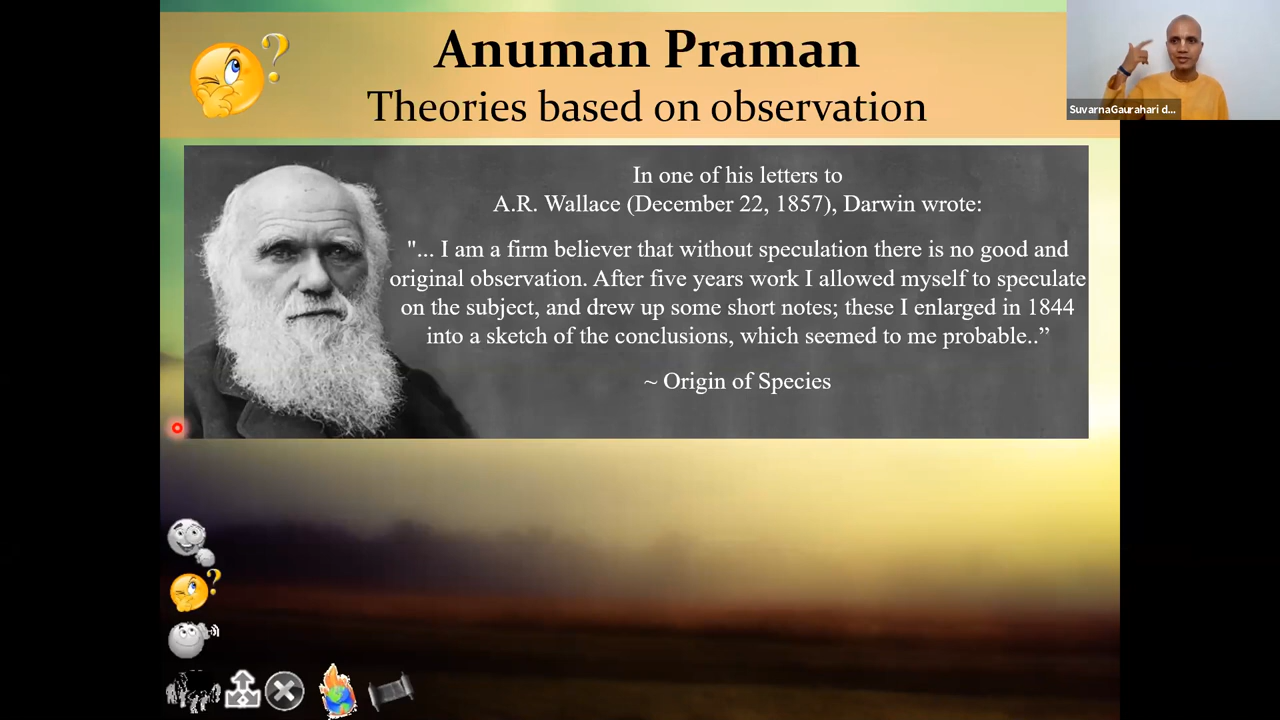 Anuman Praman
Theories based on observation
SuvarnaGaurahari d...
In one of his letters to
A.R. Wallace (December 22, 1857), Darwin wrote:
"... I am a firm believer that without speculation there is no good and
original observation. After five years work I allowed myself to speculate
on the subject, and drew up some short notes; these I enlarged in 1844
into a sketch of the conclusions, which seemed to me probable..”
~ Origin of Species